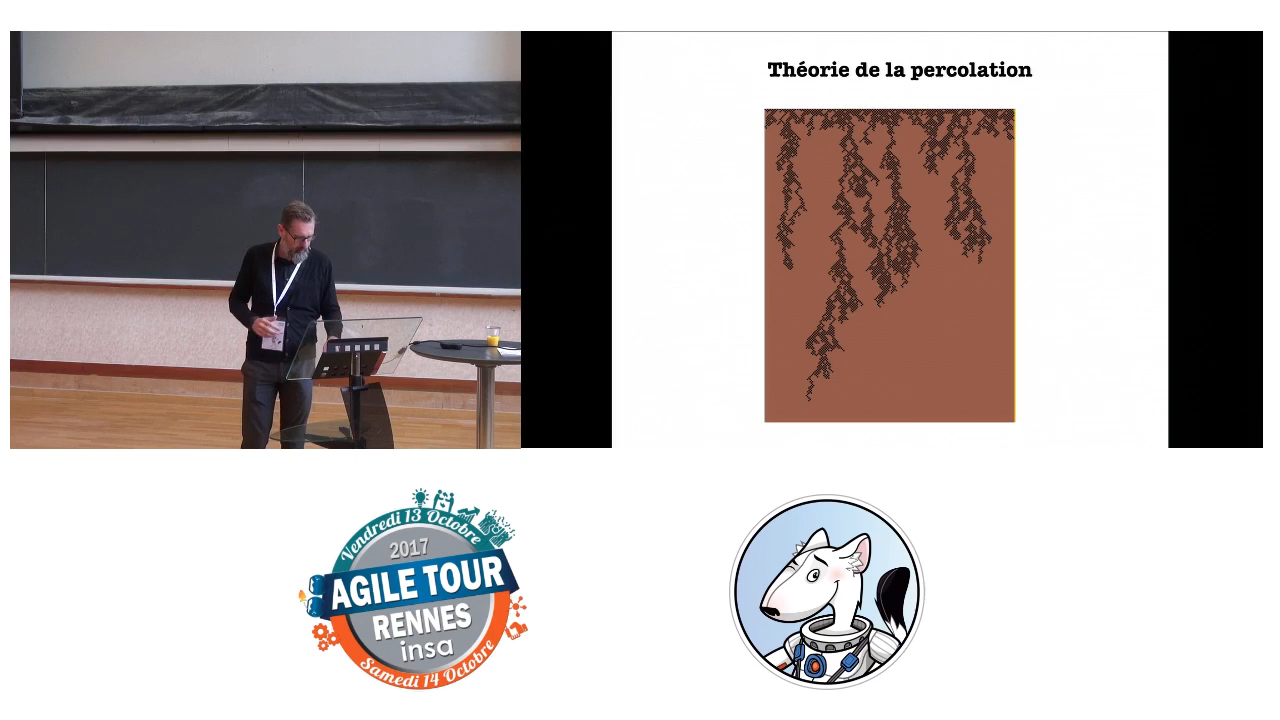 Théorie de la percolation
Vendredi 13 Octobre
2017
AGILE TOUR
RENNES
insa
Samedi 14 Octobre